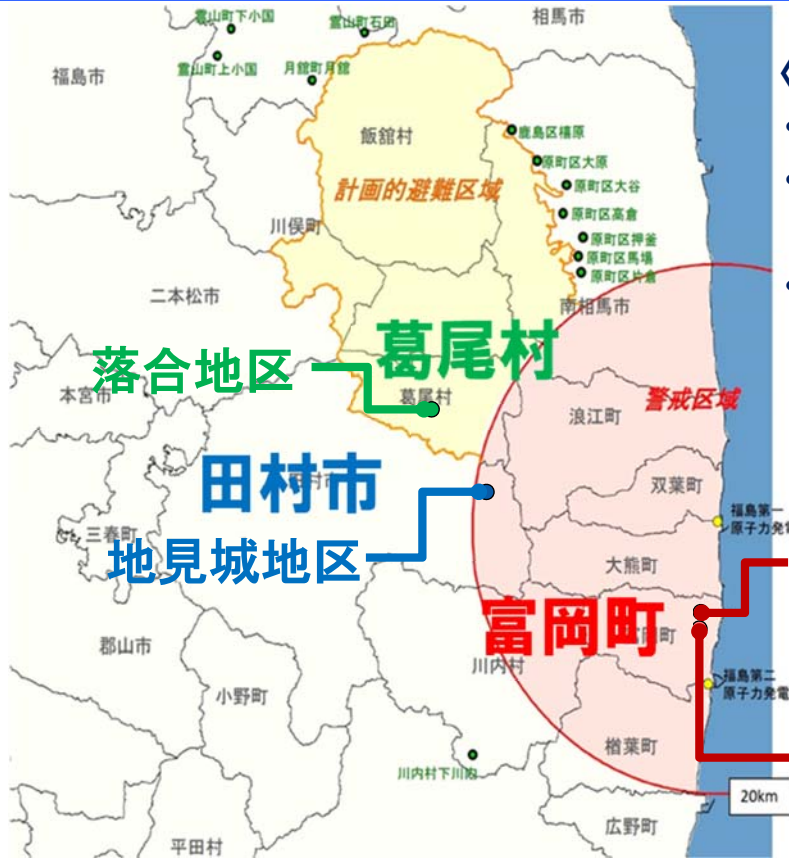 霊山町下小国
霊山町石田
相馬市
霊山町上小国
月館町月館
福島市
飯舘村
鹿島区橲原
原町区大原
計画的避難区域
原町区大谷
原町区高倉
川俣町
原町区押釜
原町区馬場
原町区片倉
二本松市
南相馬市
葛尾村
落合地区
本宮市
葛尾村
警戒区域
浪江町
田村市
双葉町
福島第一
原子力発電
三春町
地見城地区
大熊町
富岡町
郡山市
川内村
福島第二
原子力発電
小野町
楢葉町
川内村下川内
20km
広野町
平田村